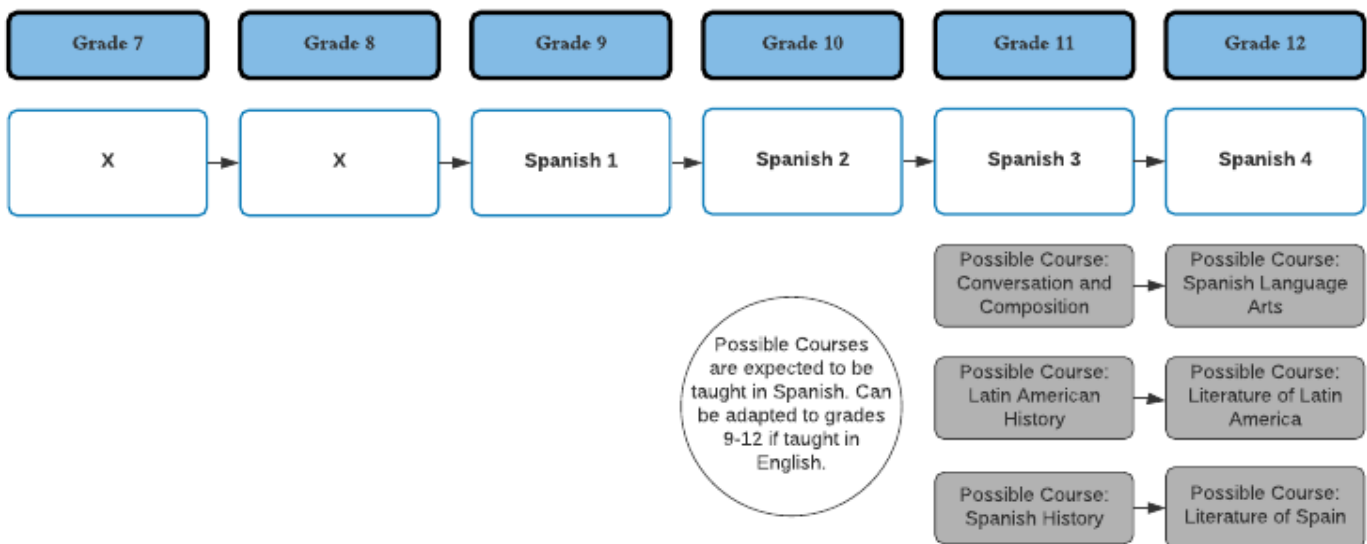 Grade 7
Grade 8
Grade 9
Grade 10
Grade 11
Grade 12
X
X
Spanish 1
Spanish 2
Spanish 3
Spanish 4
Possible Course:
Conversation and
Composition
Possible Course:
Spanish Language
Arts
Possible Courses
are expected to be
taught in Spanish. Can
be adapted to grades
9-12 if taught in
English.
Possible Course:
Latin American
History
Possible Course:
Literature of Latin
America
Possible Course:
Spanish History
Possible Course:
Literature of Spain